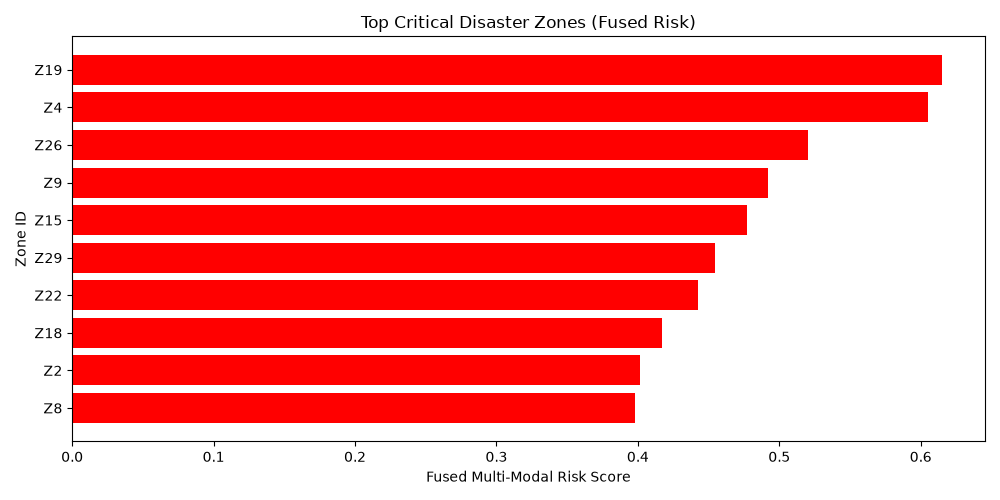 Top Critical Disaster Zones (Fused Risk)
Zone ID
Z19
Z4
Z26
Z9
Z15
Z29
Z22
Z18
Z2
Z8
0.0 0.1 0.2 0.3 0.4 0.5 0.6
Fused Multi-Modal Risk Score